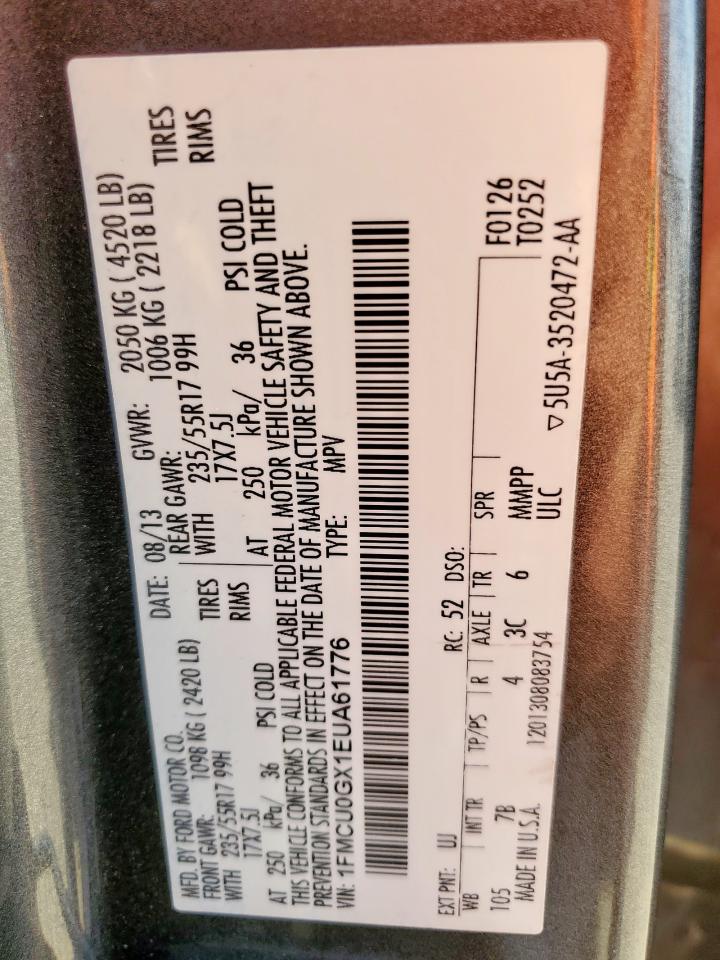 MFD. BY FORD MOTOR CO.
DATE: 08/13 GVWR: 2050 KG ( 4520 LB)
FRONT GAWR: 1098 KG ( 2420 LB) REAR GAWR: 1006 KG ( 2218 LB)
WITH 235/55R17 99H TIRES WITH 235/55R17 99H TIRES
17X7.5J RIMS 17X7.5J RIMS
AT 250 kPa/ 36 PSI COLD AT 250 kPa/ 36 PSI COLD
THIS VEHICLE CONFORMS TO ALL APPLICABLE FEDERAL MOTOR VEHICLE SAFETY AND THEFT
PREVENTION STANDARDS IN EFFECT ON THE DATE OF MANUFACTURE SHOWN ABOVE.
VIN: 1FMCU0GX1EUA61776 TYPE: MPV
EXT PNT: UJ RC: 52 DSO: F0126
WB INT TR TP/PS R AXLE TR SPR T0252
105 7B 4 3C 6 MMPP
ULC
MADE IN U.S.A. 1201308083754 ▽5U5A-3520472-AA